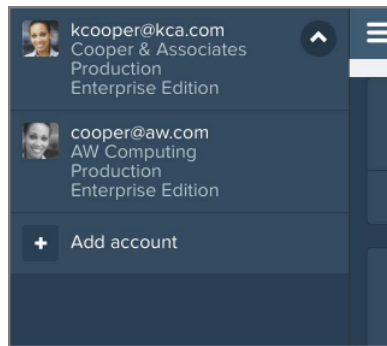 kcooper@kca.com
Cooper & Associates
Production
Enterprise Edition
cooper@aw.com
AW Computing
Production
Enterprise Edition
Add account